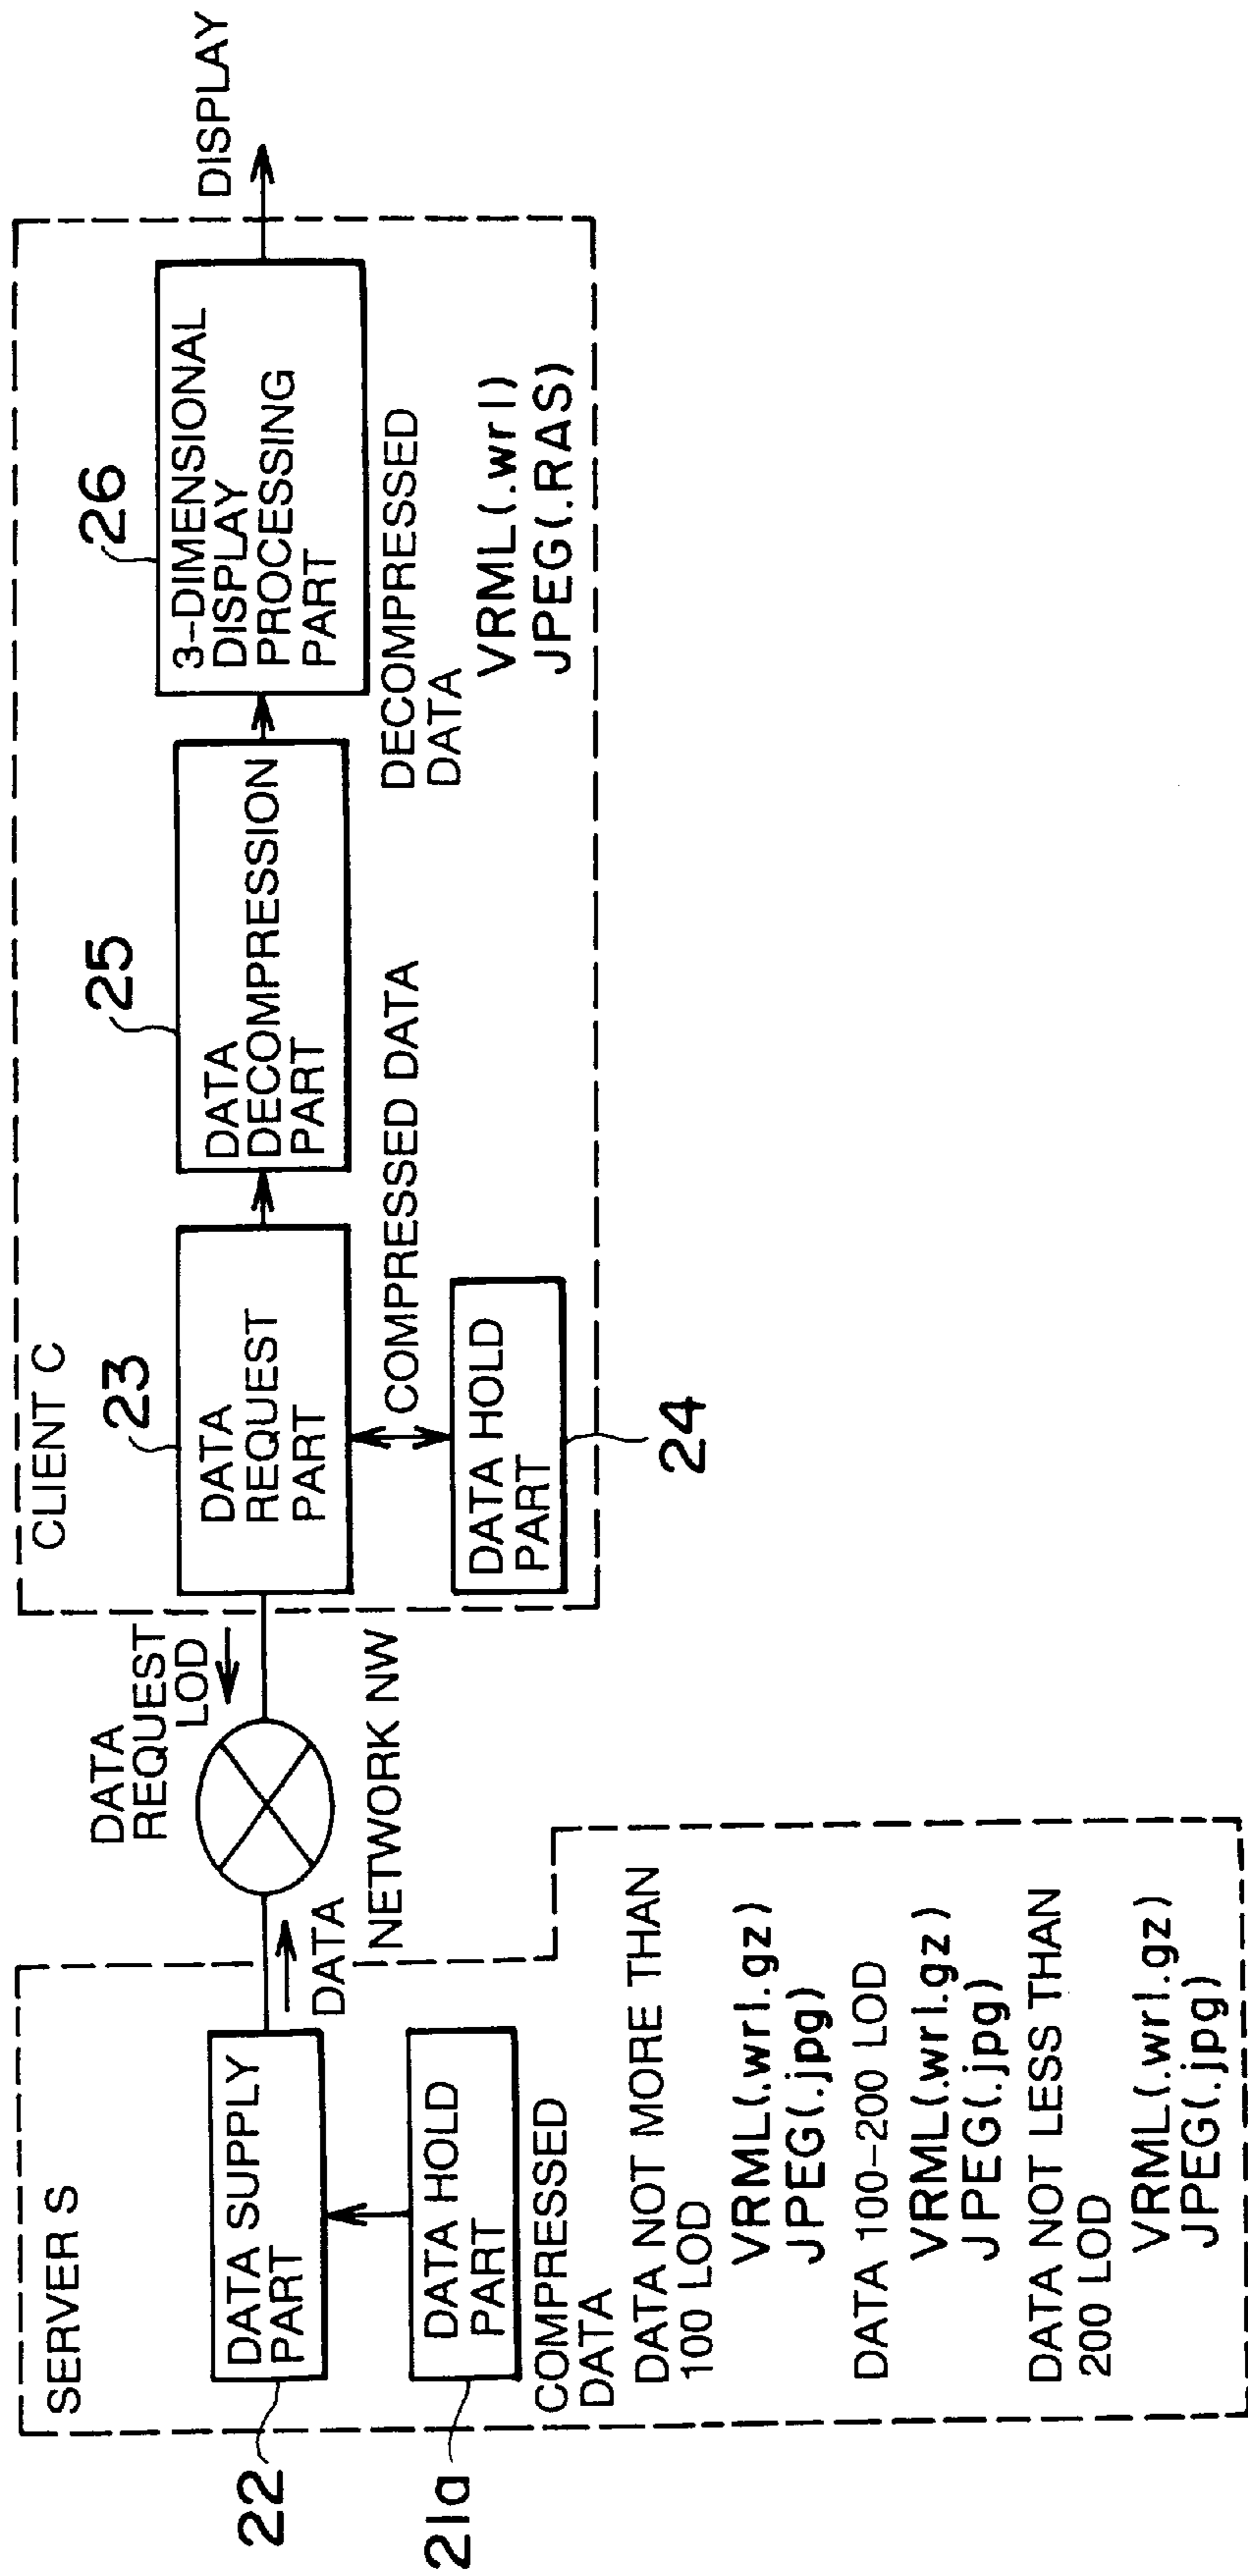 SERVER S
22
DATA SUPPLY
PART
21a
DATA HOLD
PART
COMPRESSED
DATA
DATA NOT MORE THAN
100 LOD
VRML(.wrl.gz)
JPEG(.jpg)
DATA 100-200 LOD
VRML(.wrl.gz)
JPEG(.jpg)
DATA NOT LESS THAN
200 LOD
VRML(.wrl.gz)
JPEG(.jpg)
DATA
DATA
REQUEST
LOD
NETWORK NW
CLIENT C
23
DATA
REQUEST
PART
COMPRESSED DATA
DATA HOLD
PART
24
25
DATA
DECOMPRESSION
PART
26
3-DIMENSIONAL
DISPLAY
PROCESSING
PART
DECOMPRESSED
DATA
VRML(.wrl)
JPEG(.RAS)
DISPLAY